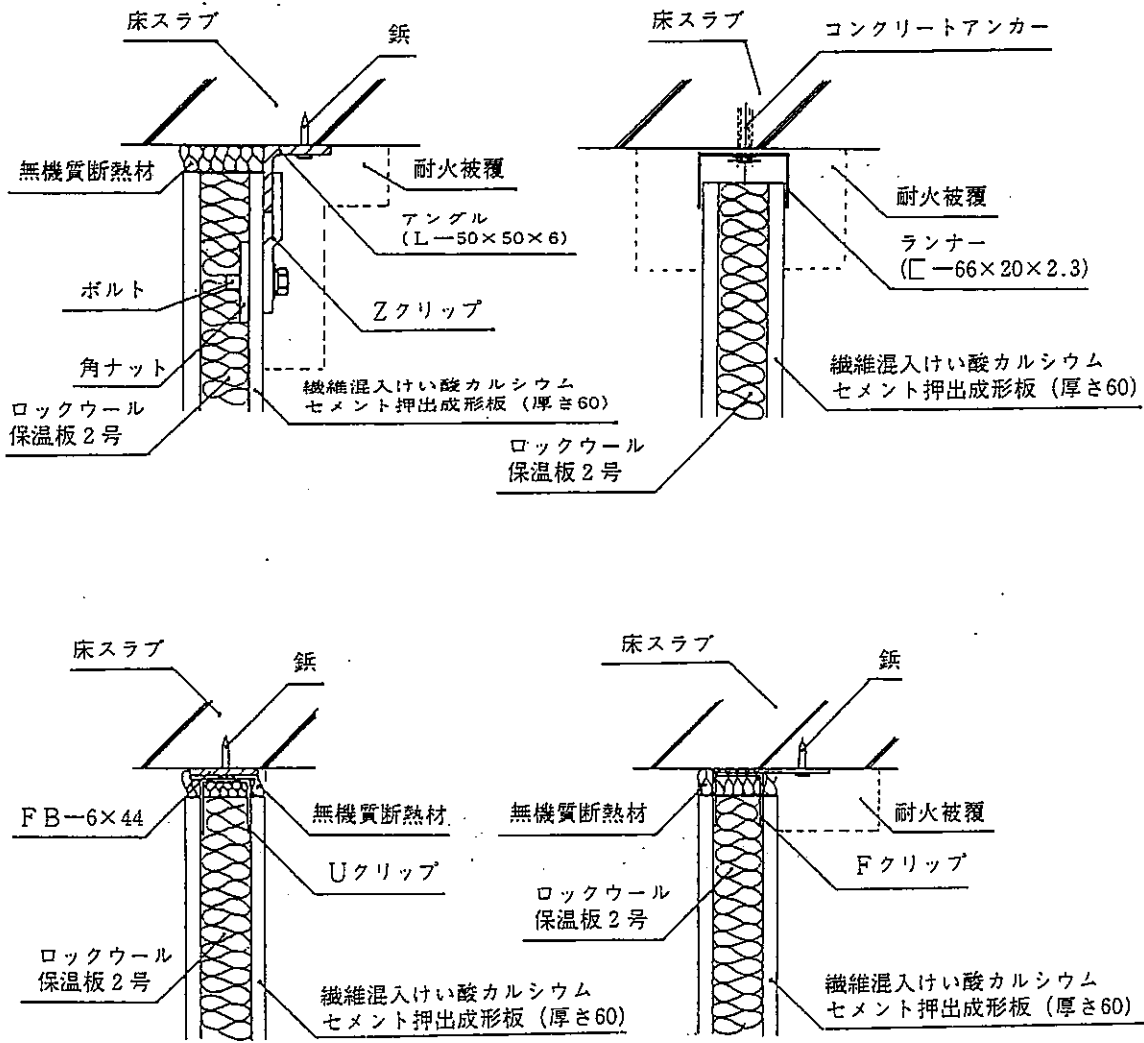 床スラブ
鋲
無機質断熱材
耐火被覆
アングル
(L−50×50×6)
ボルト
Zクリップ
角ナット
繊維混入けい酸カルシウム
セメント押出成形板 (厚さ60)
ロックウール
保温板2号
床スラブ
コンクリートアンカー
耐火被覆
ランナー
(匚−66×20×2.3)
繊維混入けい酸カルシウム
セメント押出成形板 (厚さ60)
ロックウール
保温板2号
床スラブ
鋲
FB−6×44
無機質断熱材
Uクリップ
ロックウール
保温板2号
繊維混入けい酸カルシウム
セメント押出成形板 (厚さ60)
床スラブ
鋲
無機質断熱材
耐火被覆
Fクリップ
ロックウール
保温板2号
繊維混入けい酸カルシウム
セメント押出成形板 (厚さ60)